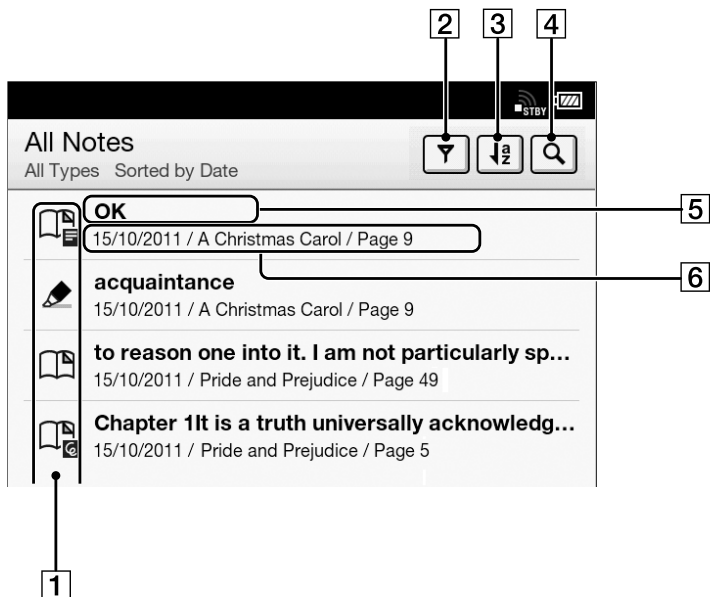 2 3 4
STBY
All Notes
All Types Sorted by Date
a
z
OK
5
15/10/2011 / A Christmas Carol / Page 9
6
acquaintance
15/10/2011 / A Christmas Carol / Page 9
to reason one into it. I am not particularly sp...
15/10/2011 / Pride and Prejudice / Page 49
Chapter 1It is a truth universally acknowledg...
15/10/2011 / Pride and Prejudice / Page 5
1